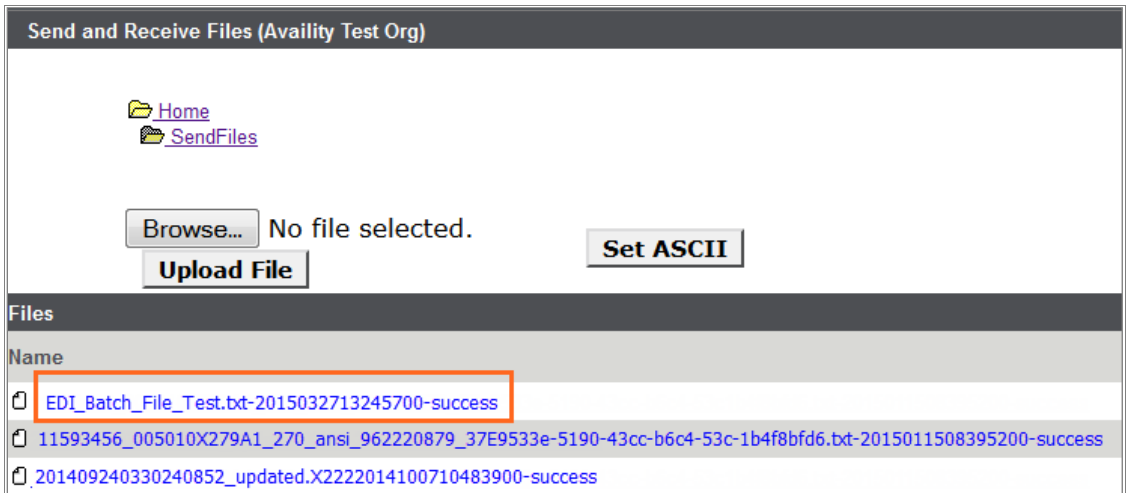 Send and Receive Files (Availity Test Org)
Home
SendFiles
Browse... No file selected.
Set ASCII
Upload File
Files
Name
EDI_Batch_File_Test.txt-2015032713245700-success
11593456_005010X279A1_270_ansi_962220879_37E9533e-5190-43cc-b6c4-53c-1b4f8bfd6.txt-2015011508395200-success
201409240330240852_updated.X2222014100710483900-success